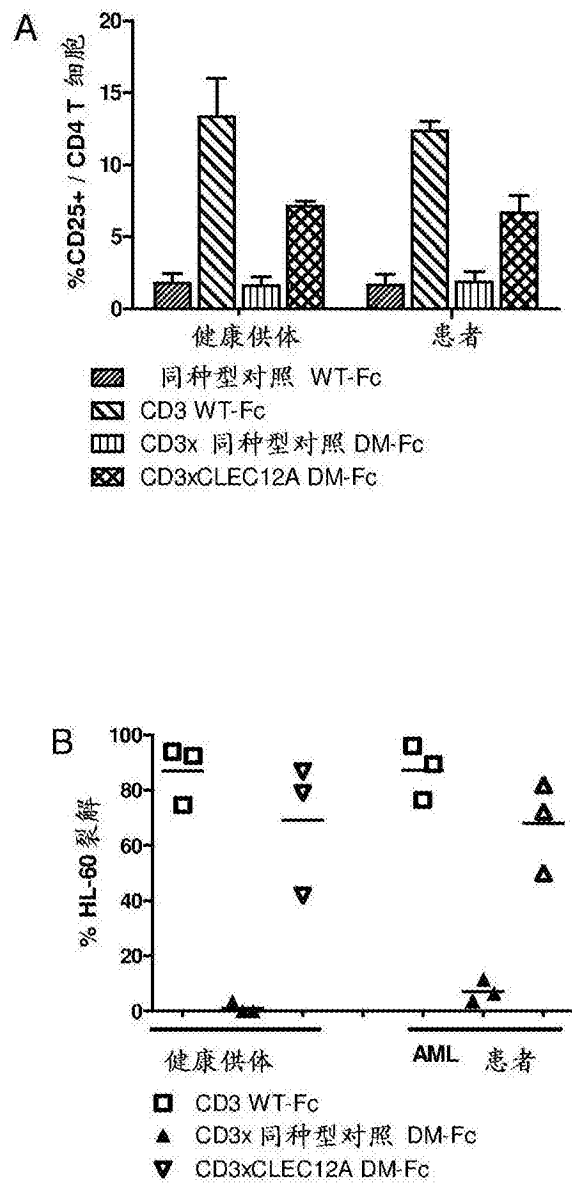 A
%CD25+ / CD4 T 细胞
20
15
10
5
0
健康供体
患者
同种型对照 WT-Fc
CD3 WT-Fc
CD3x 同种型对照 DM-Fc
CD3xCLEC12A DM-Fc
B
% HL-60 裂解
100
80
60
40
20
0
健康供体
AML 患者
CD3 WT-Fc
CD3x 同种型对照 DM-Fc
CD3xCLEC12A DM-Fc